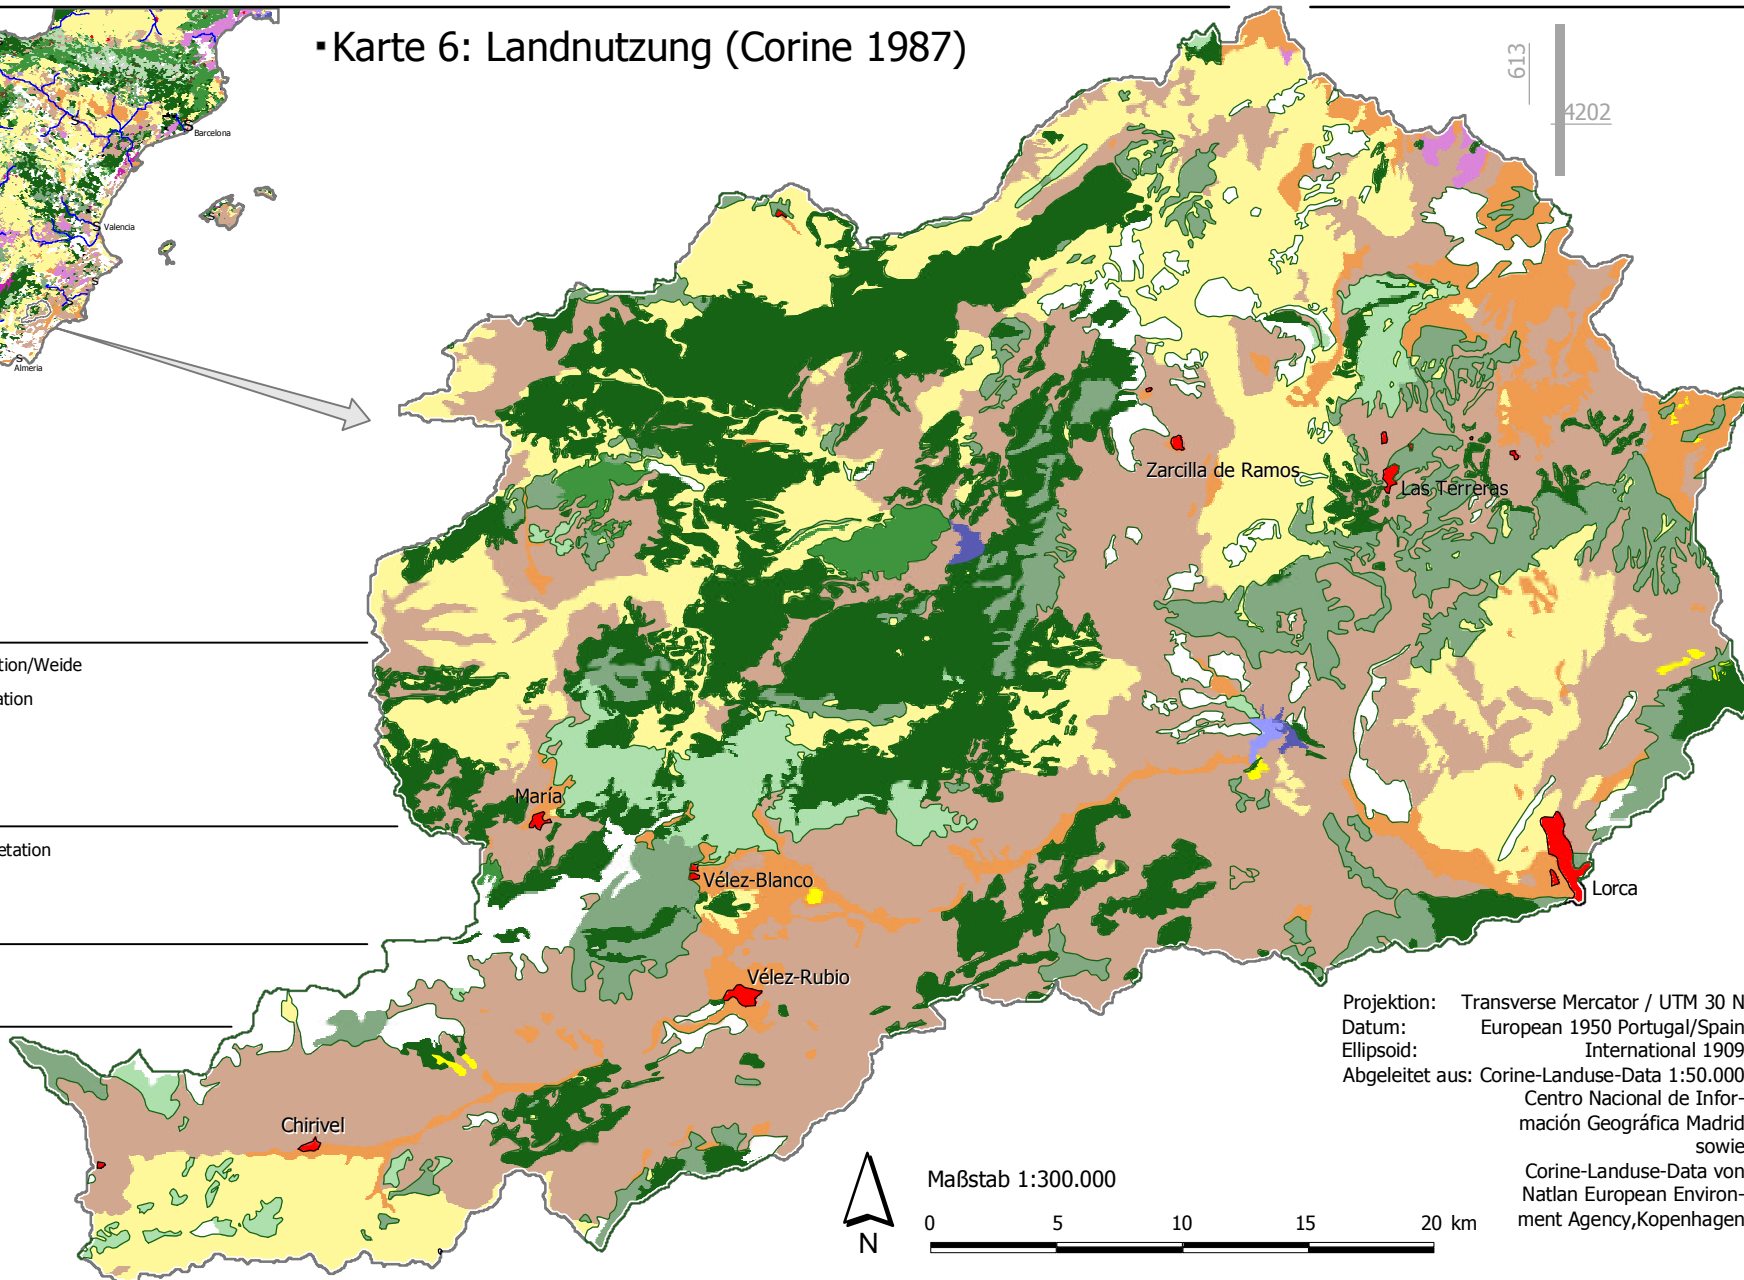 ▪Karte 6: Landnutzung (Corine 1987)
613
4202
S
Barcelona
S
S
Valencia
S
S
S
Almeria
tion/Weide
ation
etation
Zarcilla de Ramos
Las Terreras
María
Vélez-Blanco
Lorca
Vélez-Rubio
Chirivel
Projektion: Transverse Mercator / UTM 30 N
Datum: European 1950 Portugal/Spain
Ellipsoid: International 1909
Abgeleitet aus: Corine-Landuse-Data 1:50.000
Centro Nacional de Infor-
mación Geográfica Madrid
sowie
Corine-Landuse-Data von
Natlan European Environ-
ment Agency,Kopenhagen
Maßstab 1:300.000
0 5 10 15 20 km
N